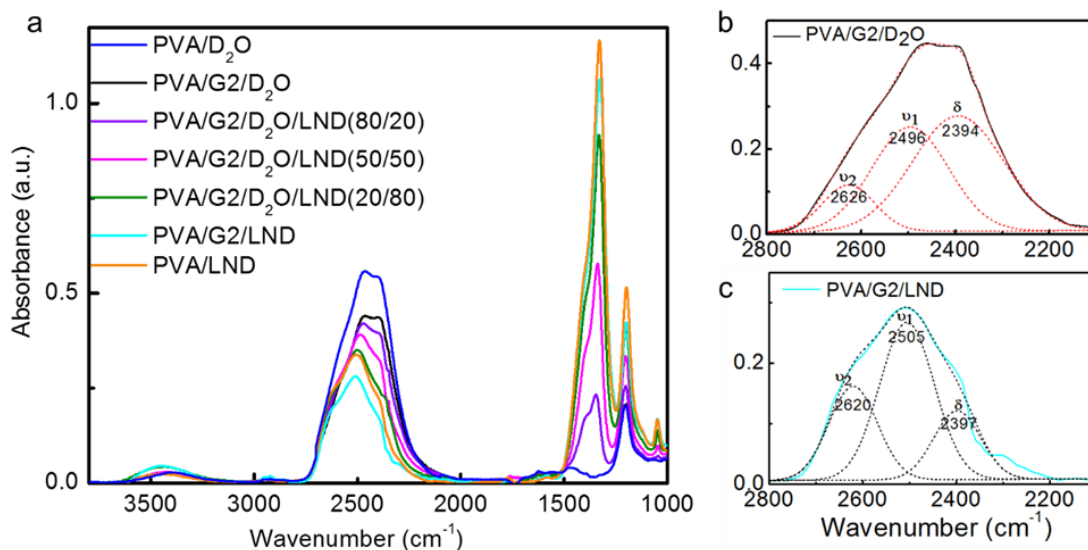 a
PVA/D₂O
PVA/G2/D₂O
PVA/G2/D₂O/LND(80/20)
PVA/G2/D₂O/LND(50/50)
PVA/G2/D₂O/LND(20/80)
PVA/G2/LND
PVA/LND
1.0
0.5
0.0
Absorbance (a.u.)
3500 3000 2500 2000 1500 1000
Wavenumber (cm⁻¹)
b
PVA/G2/D₂O
0.4
0.2
0.0
υ₁
2496
δ
2394
υ₂
2626
2800 2600 2400 2200
c
PVA/G2/LND
0.2
0.0
υ₁
2505
υ₂
2620
δ
2397
2800 2600 2400 2200
Wavenumber (cm⁻¹)